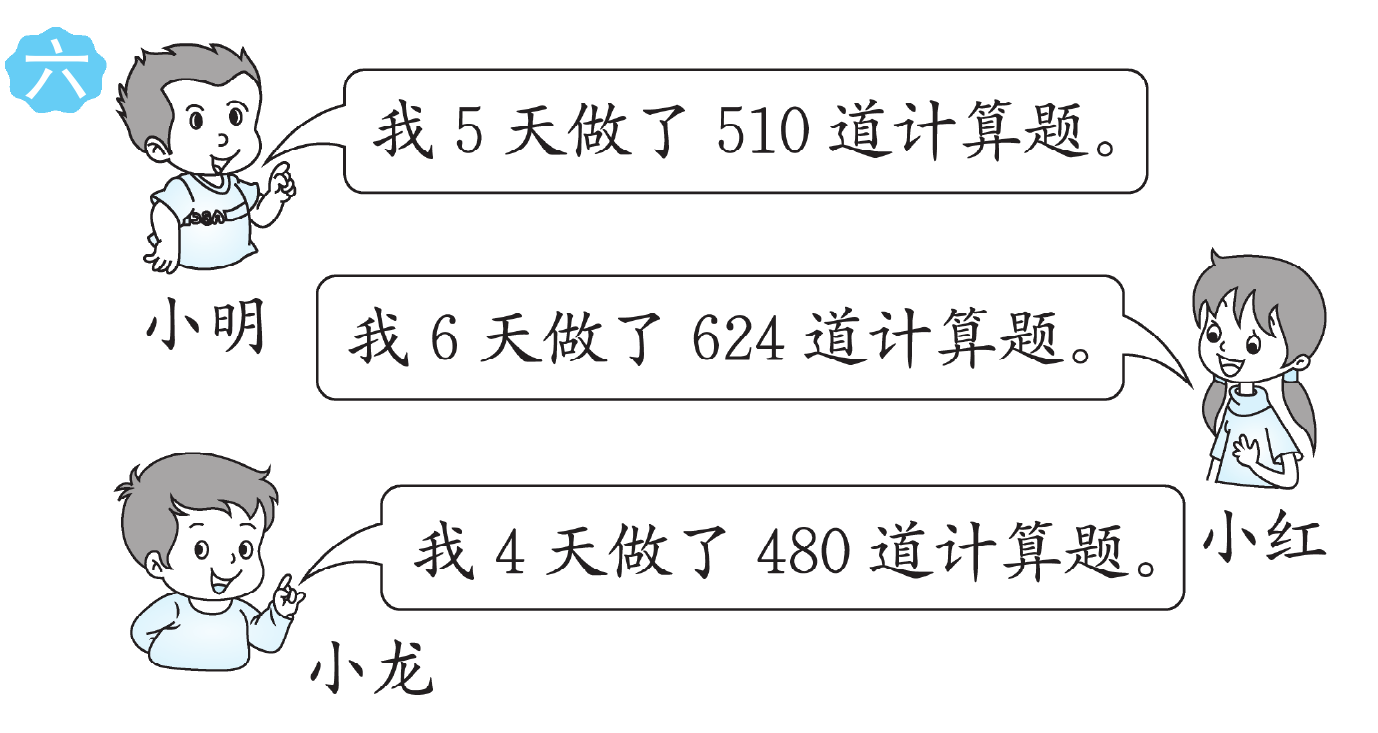 六
我 5 天做了 510 道计算题。
小明
我 6 天做了 624 道计算题。
小红
我 4 天做了 480 道计算题。
小龙